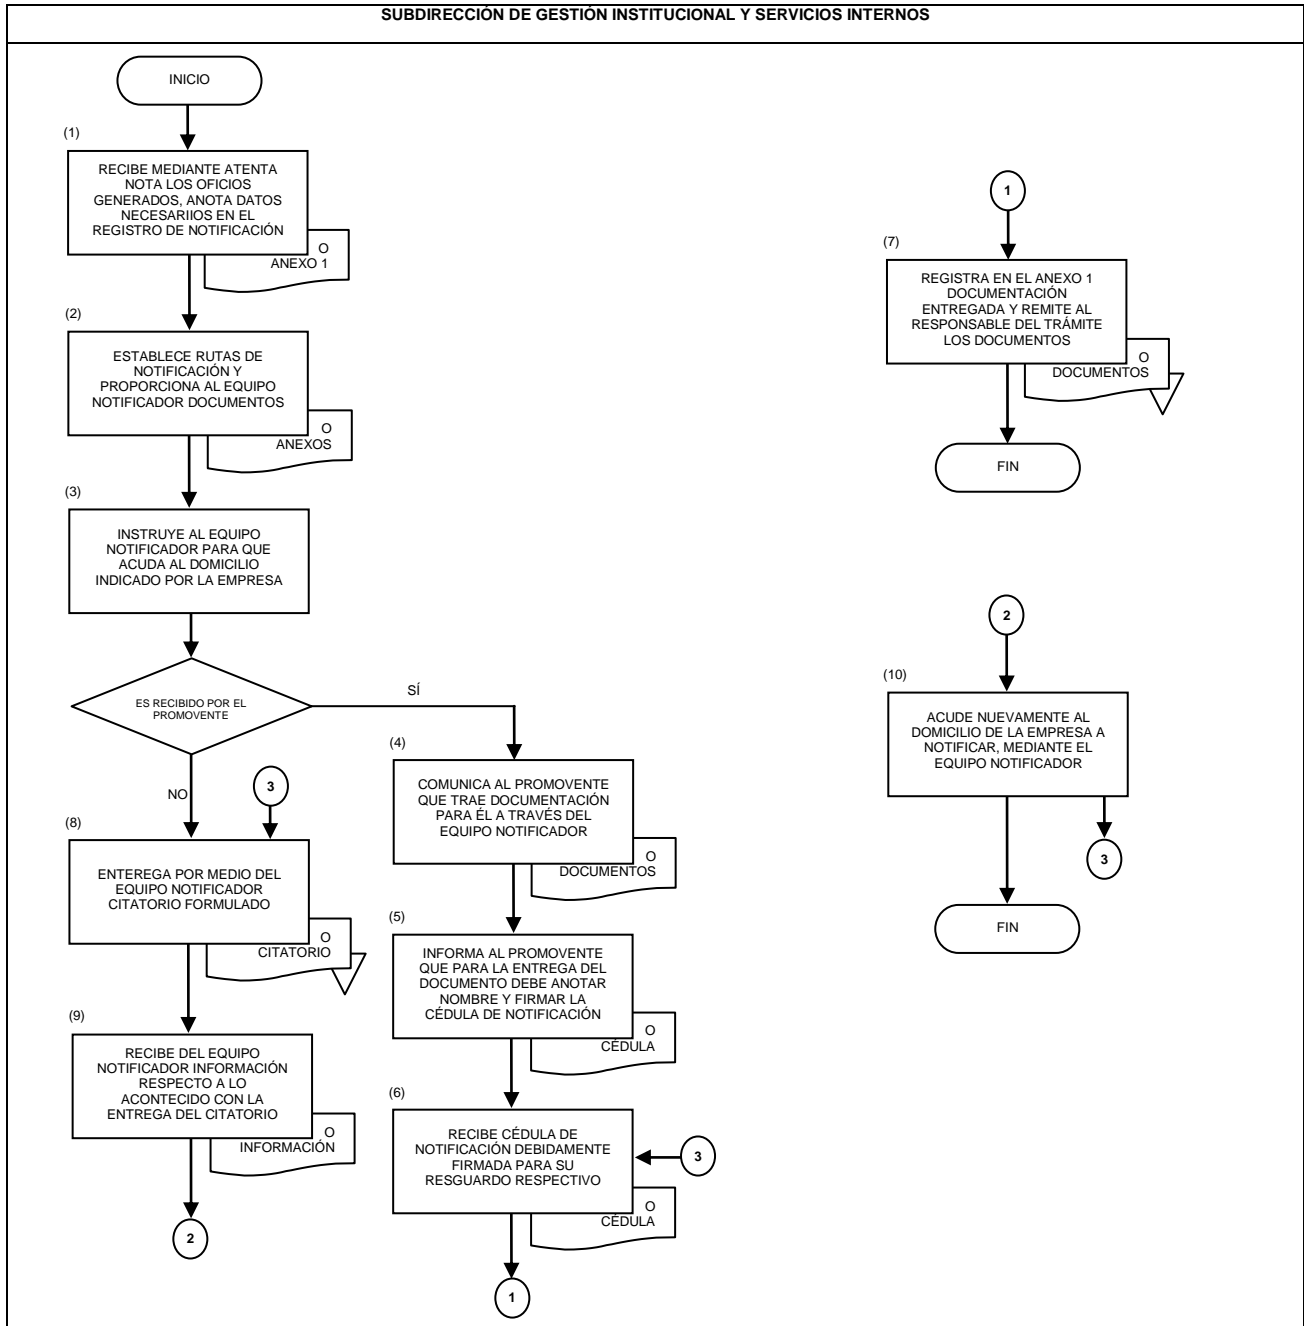 SUBDIRECCIÓN DE GESTIÓN INSTITUCIONAL Y SERVICIOS INTERNOS
INICIO
(1)
RECIBE MEDIANTE ATENTA
NOTA LOS OFICIOS
GENERADOS, ANOTA DATOS
NECESARIIOS EN EL
REGISTRO DE NOTIFICACIÓN
O
ANEXO 1
(2)
ESTABLECE RUTAS DE
NOTIFICACIÓN Y
PROPORCIONA AL EQUIPO
NOTIFICADOR DOCUMENTOS
O
ANEXOS
(3)
INSTRUYE AL EQUIPO
NOTIFICADOR PARA QUE
ACUDA AL DOMICILIO
INDICADO POR LA EMPRESA
ES RECIBIDO POR EL
PROMOVENTE
SÍ
NO
3
(8)
ENTEREGA POR MEDIO DEL
EQUIPO NOTIFICADOR
CITATORIO FORMULADO
O
CITATORIO
(9)
RECIBE DEL EQUIPO
NOTIFICADOR INFORMACIÓN
RESPECTO A LO
ACONTECIDO CON LA
ENTREGA DEL CITATORIO
O
INFORMACIÓN
2
(4)
COMUNICA AL PROMOVENTE
QUE TRAE DOCUMENTACIÓN
PARA ÉL A TRAVÉS DEL
EQUIPO NOTIFICADOR
O
DOCUMENTOS
(5)
INFORMA AL PROMOVENTE
QUE PARA LA ENTREGA DEL
DOCUMENTO DEBE ANOTAR
NOMBRE Y FIRMAR LA
CÉDULA DE NOTIFICACIÓN
O
CÉDULA
(6)
RECIBE CÉDULA DE
NOTIFICACIÓN DEBIDAMENTE
FIRMADA PARA SU
RESGUARDO RESPECTIVO
3
O
CÉDULA
1
1
(7)
REGISTRA EN EL ANEXO 1
DOCUMENTACIÓN
ENTREGADA Y REMITE AL
RESPONSABLE DEL TRÁMITE
LOS DOCUMENTOS
O
DOCUMENTOS
FIN
2
(10)
ACUDE NUEVAMENTE AL
DOMICILIO DE LA EMPRESA A
NOTIFICAR, MEDIANTE EL
EQUIPO NOTIFICADOR
3
FIN